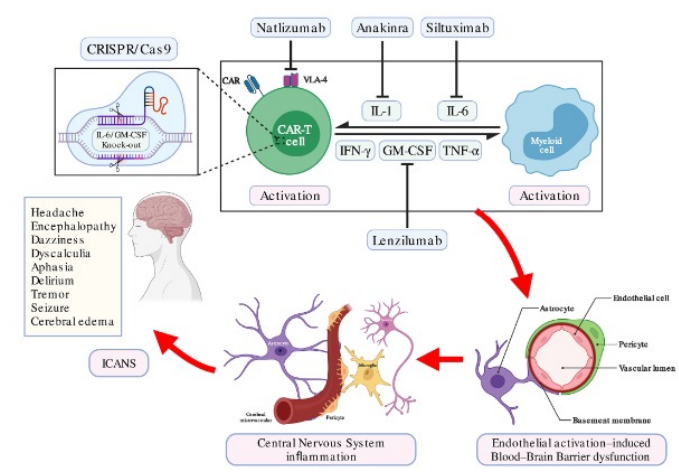 Natlizumab
Anakinra
Siltuximab
CRISPR/Cas9
CAR
VLA-4
IL-6/GM-CSF
Knock-out
CAR-T
cell
IL-1
IL-6
IFN-γ
GM-CSF
TNF-α
Myeloid
cell
Activation
Activation
Lenzilumab
Headache
Encephalopathy
Dazziness
Dyscalculia
Aphasia
Delirium
Tremor
Seizure
Cerebral edema
ICANS
Astrocyte
Cerebral
Pericyte
Central Nervous System
inflammation
Astrocyte
Endothelial cell
Pericyte
Vascular lumen
Basement membrane
Endothelial activation–induced
Blood–Brain Barrier dysfunction